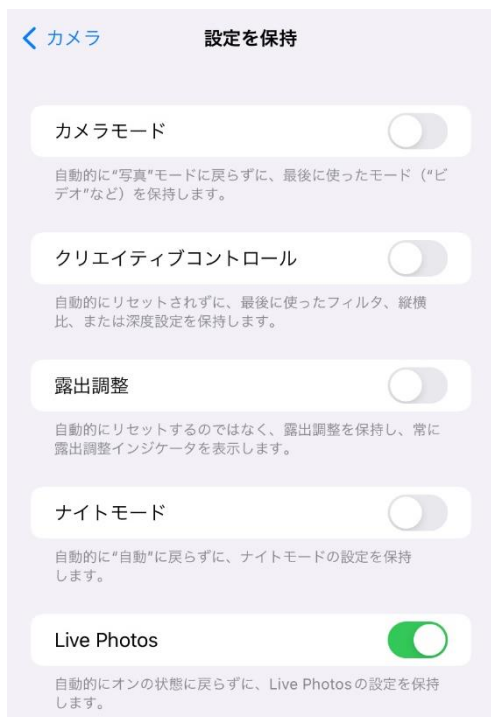 カメラ
設定を保持
カメラモード
自動的に“写真”モードに戻らずに、最後に使ったモード（“ビ
デオ”など）を保持します。
クリエイティブコントロール
自動的にリセットされずに、最後に使ったフィルタ、縦横
比、または深度設定を保持します。
露出調整
自動的にリセットするのではなく、露出調整を保持し、常に
露出調整インジケータを表示します。
ナイトモード
自動的に“自動”に戻らずに、ナイトモードの設定を保持
します。
Live Photos
自動的にオンの状態に戻らずに、Live Photosの設定を保持
します。